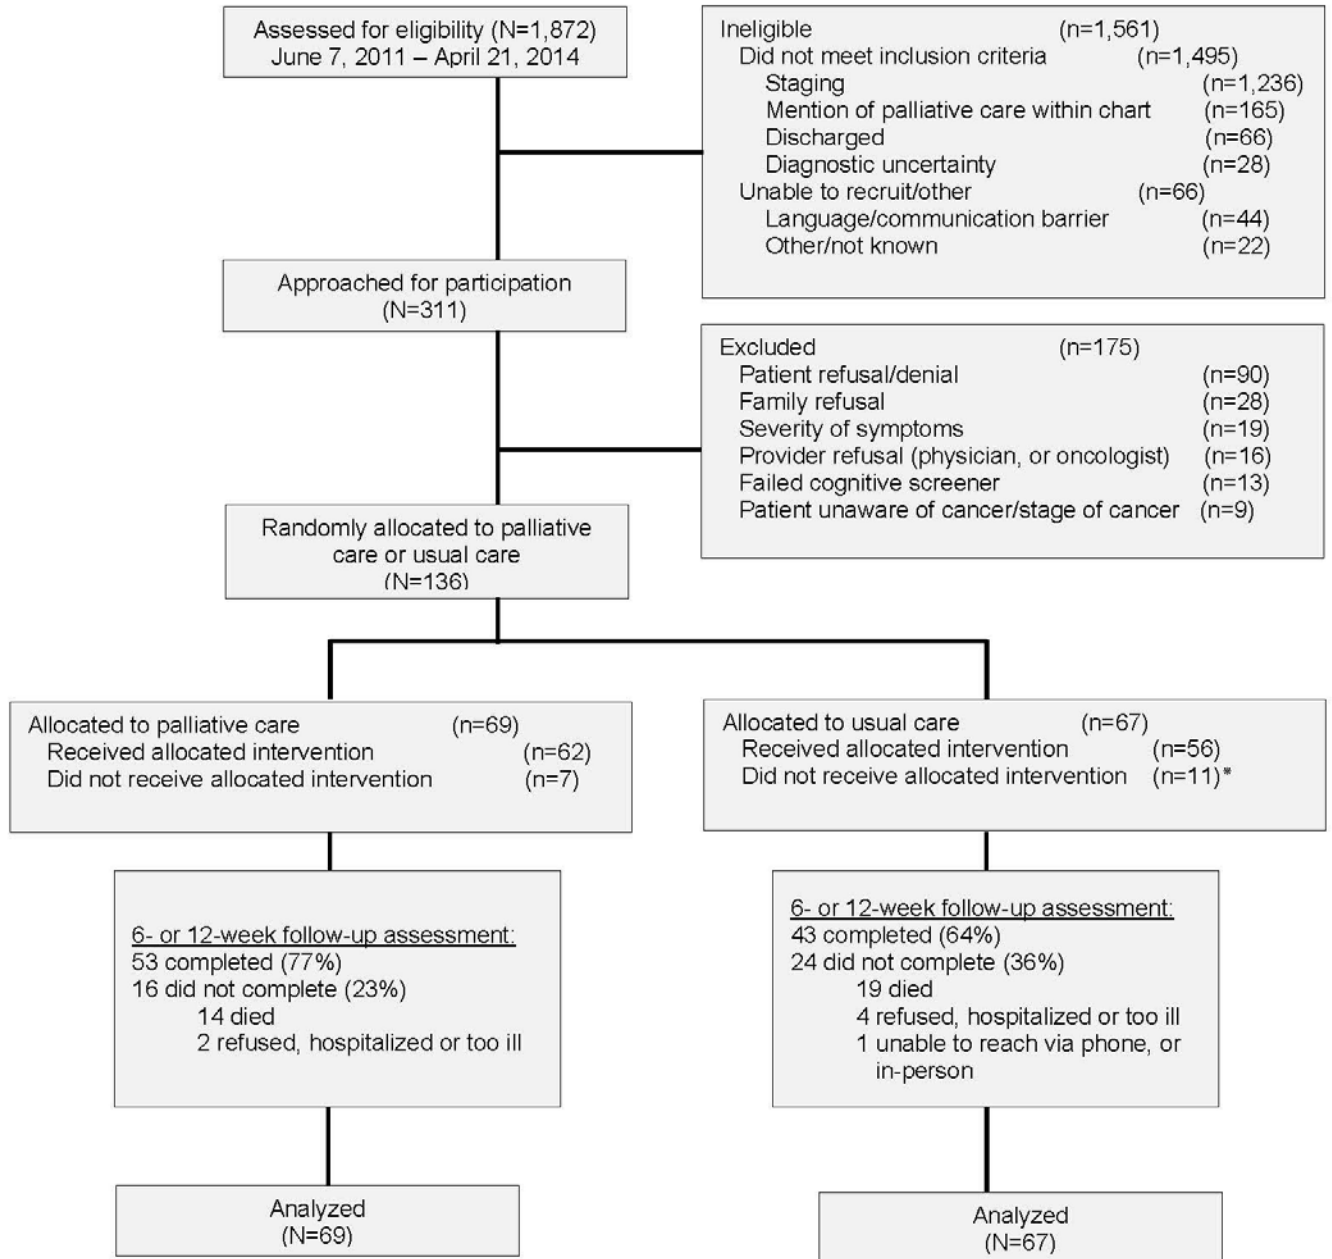 Assessed for eligibility (N=1,872)
June 7, 2011 – April 21, 2014
Ineligible (n=1,561)
Did not meet inclusion criteria (n=1,495)
Staging (n=1,236)
Mention of palliative care within chart (n=165)
Discharged (n=66)
Diagnostic uncertainty (n=28)
Unable to recruit/other (n=66)
Language/communication barrier (n=44)
Other/not known (n=22)
Approached for participation
(N=311)
Excluded (n=175)
Patient refusal/denial (n=90)
Family refusal (n=28)
Severity of symptoms (n=19)
Provider refusal (physician, or oncologist) (n=16)
Failed cognitive screener (n=13)
Patient unaware of cancer/stage of cancer (n=9)
Randomly allocated to palliative
care or usual care
(N=136)
Allocated to palliative care (n=69)
Received allocated intervention (n=62)
Did not receive allocated intervention (n=7)
Allocated to usual care (n=67)
Received allocated intervention (n=56)
Did not receive allocated intervention (n=11)*
6- or 12-week follow-up assessment:
53 completed (77%)
16 did not complete (23%)
14 died
2 refused, hospitalized or too ill
6- or 12-week follow-up assessment:
43 completed (64%)
24 did not complete (36%)
19 died
4 refused, hospitalized or too ill
1 unable to reach via phone, or
in-person
Analyzed
(N=69)
Analyzed
(N=67)